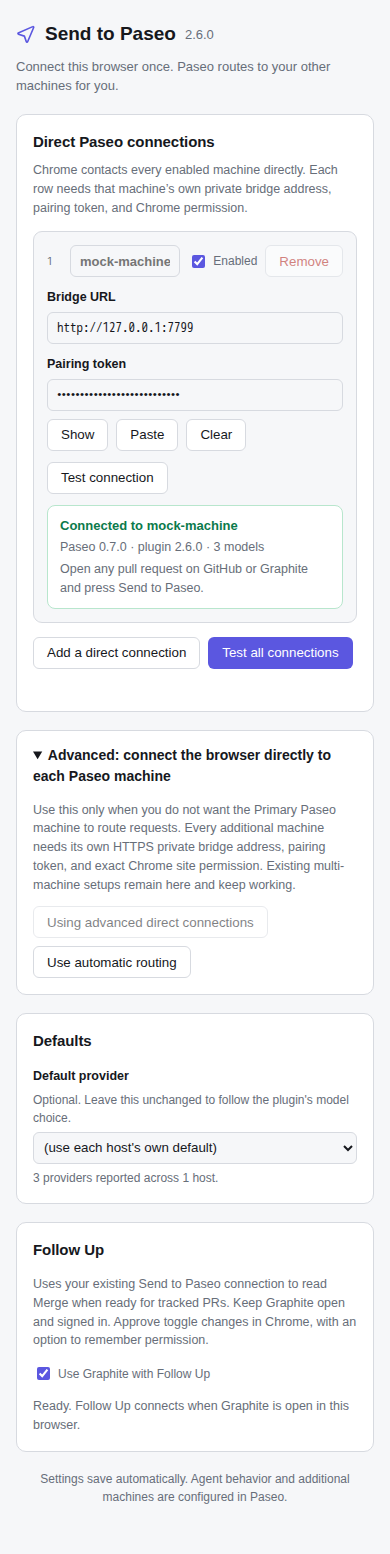 Send to Paseo 2.6.0
Connect this browser once. Paseo routes to your other
machines for you.
Direct Paseo connections
Chrome contacts every enabled machine directly. Each
row needs that machine’s own private bridge address,
pairing token, and Chrome permission.
1 mock-machine Enabled Remove
Bridge URL
http://127.0.0.1:7799
Pairing token
•••••••••••••••••••••••••••
Show Paste Clear
Test connection
Connected to mock-machine
Paseo 0.7.0 · plugin 2.6.0 · 3 models
Open any pull request on GitHub or Graphite
and press Send to Paseo.
Add a direct connection Test all connections
▼ Advanced: connect the browser directly to
each Paseo machine
Use this only when you do not want the Primary Paseo
machine to route requests. Every additional machine
needs its own HTTPS private bridge address, pairing
token, and exact Chrome site permission. Existing multi-
machine setups remain here and keep working.
Using advanced direct connections
Use automatic routing
Defaults
Default provider
Optional. Leave this unchanged to follow the plugin's model
choice.
(use each host's own default)
3 providers reported across 1 host.
Follow Up
Uses your existing Send to Paseo connection to read
Merge when ready for tracked PRs. Keep Graphite open
and signed in. Approve toggle changes in Chrome, with an
option to remember permission.
Use Graphite with Follow Up
Ready. Follow Up connects when Graphite is open in this
browser.
Settings save automatically. Agent behavior and additional
machines are configured in Paseo.